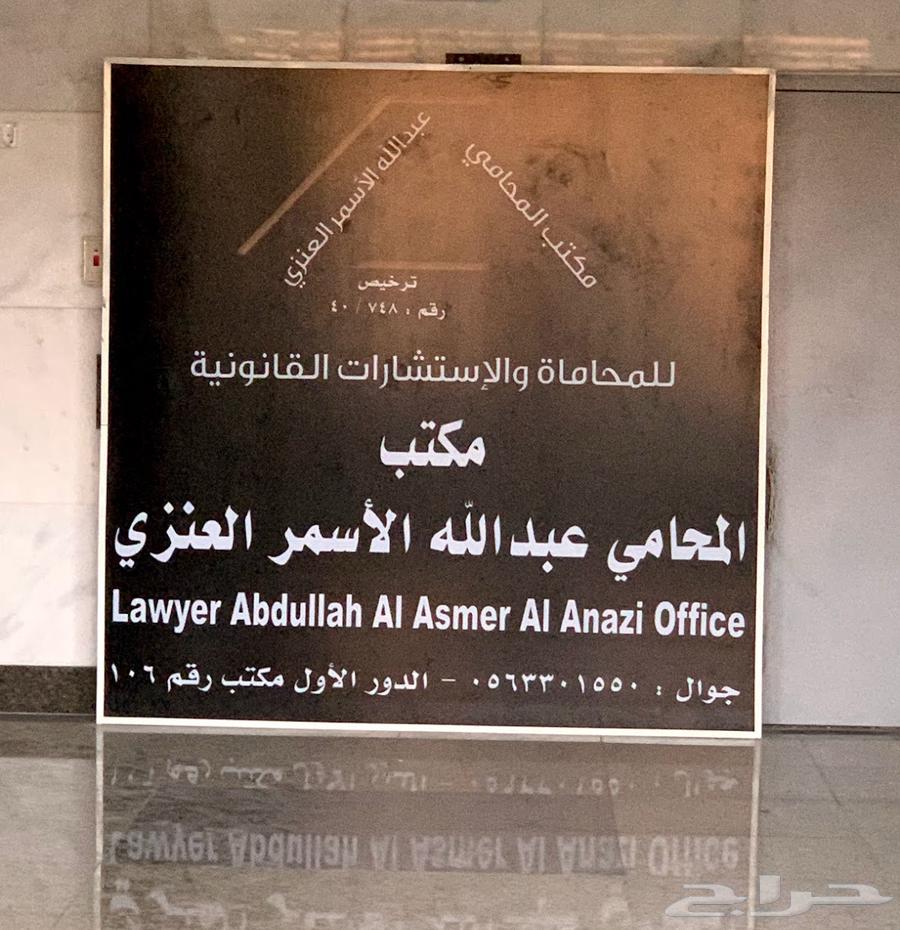 مكتب المحامي
عبدالله الأسمر العنزي
ترخيص
رقم : ٧٤٨ / ٤٠
للمحاماة والإستشارات القانونية
مكتب
المحامي عبدالله الأسمر العنزي
Lawyer Abdullah Al Asmer Al Anazi Office
جوال : ٠٥٦٣٣٠١٥٥٠ - الدور الأول مكتب رقم ١٠٦
حراج